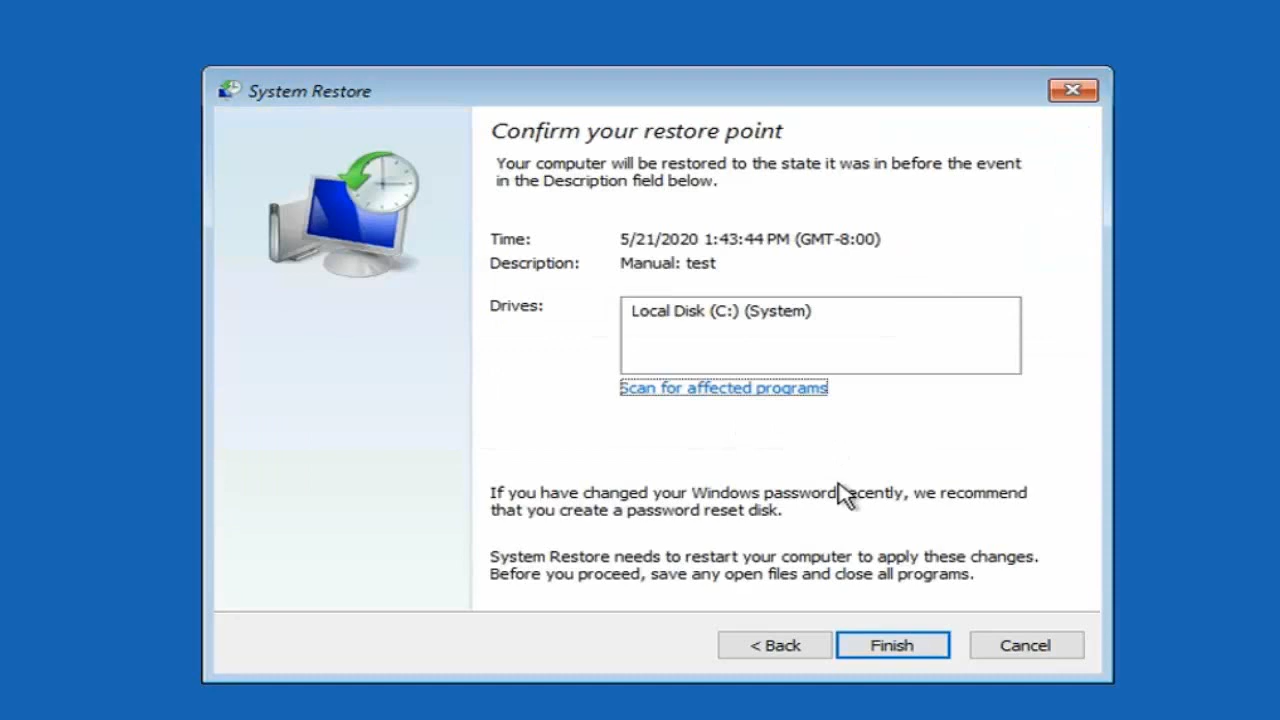 System Restore
Confirm your restore point
Your computer will be restored to the state it was in before the event
in the Description field below.
Time: 5/21/2020 1:43:44 PM (GMT-8:00)
Description: Manual: test
Drives: Local Disk (C:) (System)
Scan for affected programs
If you have changed your Windows password recently, we recommend
that you create a password reset disk.
System Restore needs to restart your computer to apply these changes.
Before you proceed, save any open files and close all programs.
< Back Finish Cancel